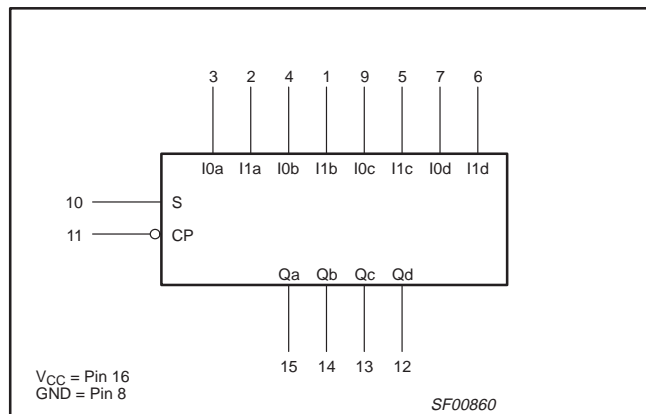 3 2 4 1 9 5 7 6
I0a I1a I0b I1b I0c I1c I0d I1d
10 S
11 CP
Qa Qb Qc Qd
15 14 13 12
VCC = Pin 16
GND = Pin 8
SF00860